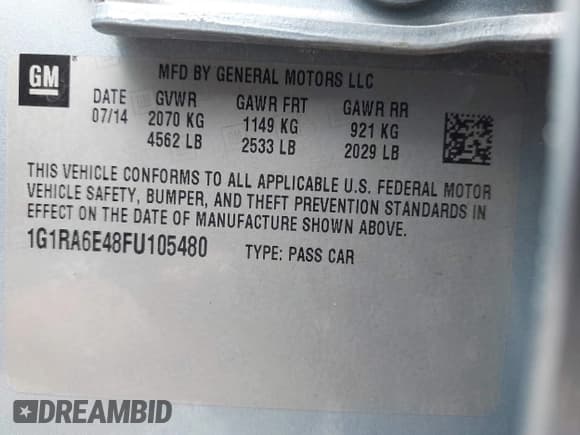 GM
MFD BY GENERAL MOTORS LLC
DATE GVWR GAWR FRT GAWR RR
07/14 2070 KG 1149 KG 921 KG
4562 LB 2533 LB 2029 LB
THIS VEHICLE CONFORMS TO ALL APPLICABLE U.S. FEDERAL MOTOR
VEHICLE SAFETY, BUMPER, AND THEFT PREVENTION STANDARDS IN
EFFECT ON THE DATE OF MANUFACTURE SHOWN ABOVE.
1G1RA6E48FU105480 TYPE: PASS CAR
DREAMBID